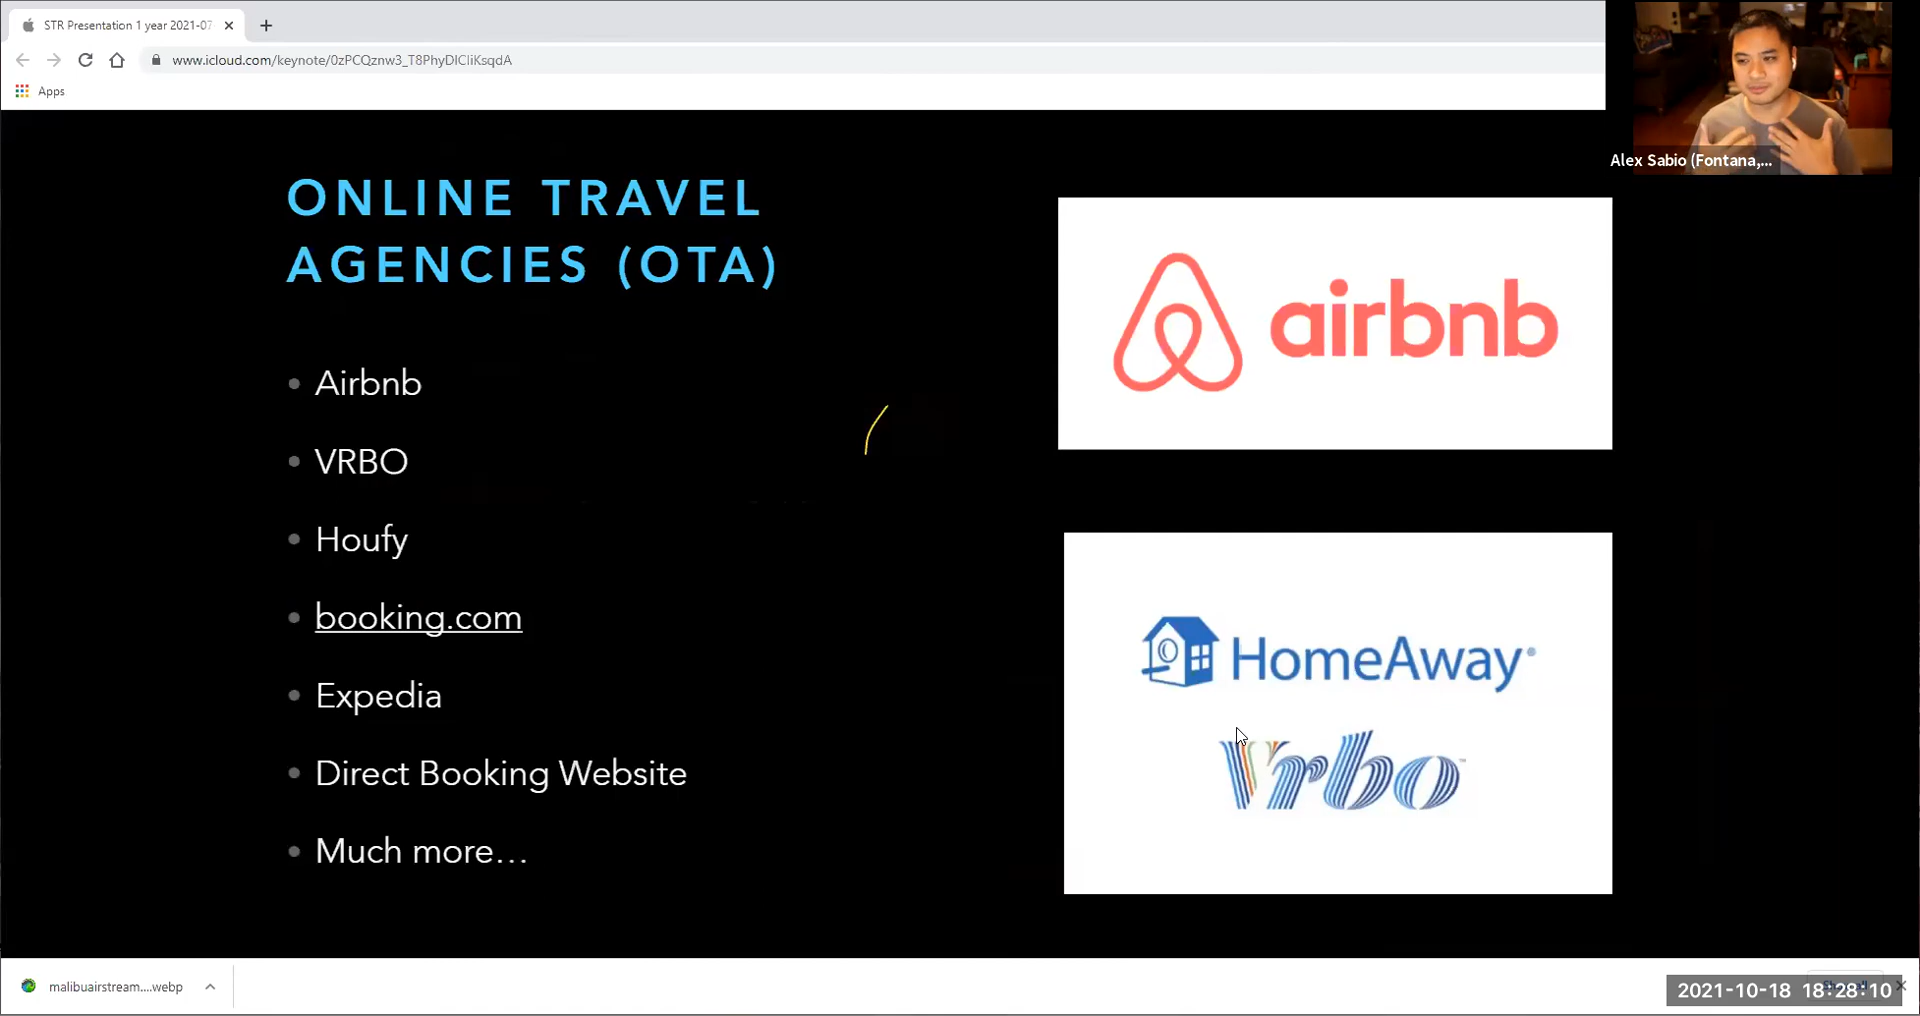 STR Presentation 1 year 2021-07
www.icloud.com/keynote/0zPCQznw3_T8PhyDICIiKsqdA
Apps
Alex Sabio (Fontana,...
ONLINE TRAVEL
AGENCIES (OTA)
Airbnb
VRBO
Houfy
booking.com
Expedia
Direct Booking Website
Much more...
airbnb
HomeAway®
Vrbo™
malibuairstream....webp
2021-10-18 18:28:10